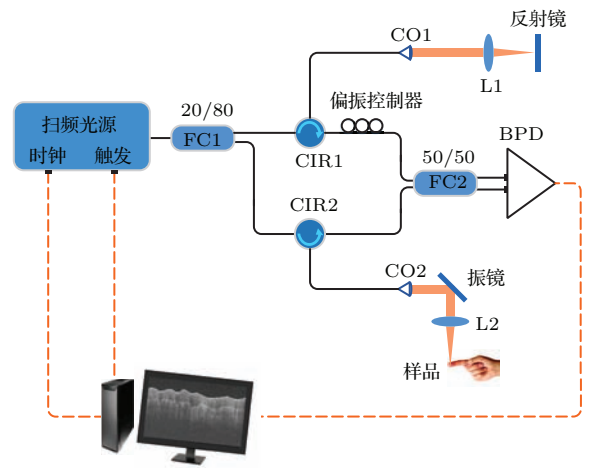 反射镜
CO1
L1
20/80
偏振控制器
扫频光源
时钟 触发
FC1
CIR1
BPD
50/50
FC2
CIR2
CO2
振镜
L2
样品